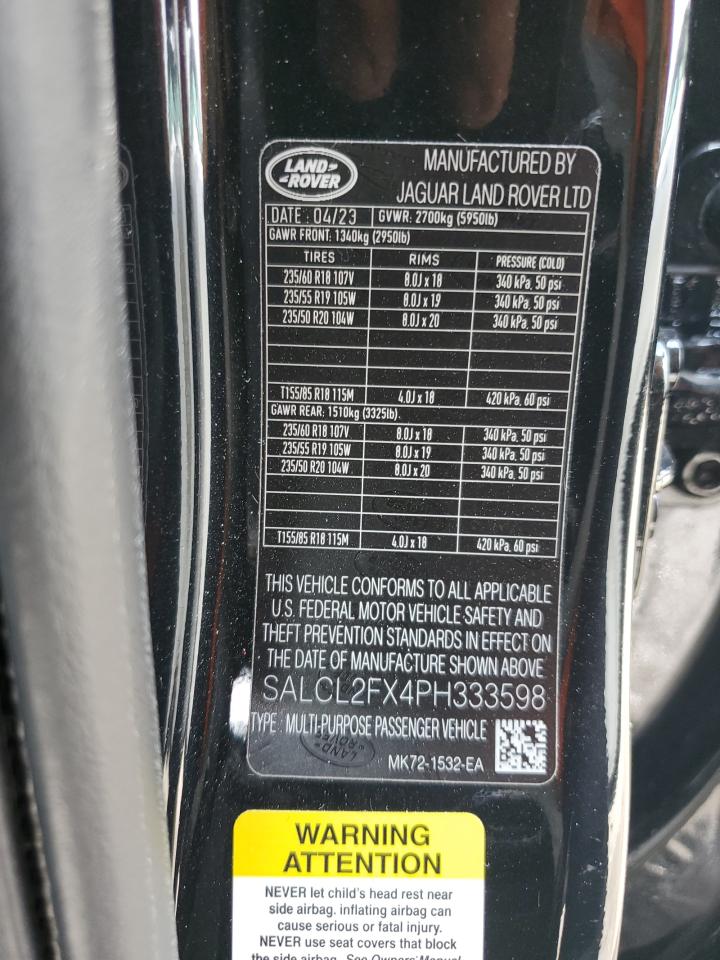 LAND-
-ROVER
MANUFACTURED BY
JAGUAR LAND ROVER LTD
DATE : 04/23 GVWR: 2700kg (5950lb)
GAWR FRONT: 1340kg (2950lb)
TIRES RIMS PRESSURE (COLD)
235/60 R18 107V 8.0J x 18 340 kPa, 50 psi
235/55 R19 105W 8.0J x 19 340 kPa, 50 psi
235/50 R20 104W 8.0J x 20 340 kPa, 50 psi
T155/85 R18 115M 4.0J x 18 420 kPa, 60 psi
GAWR REAR: 1510kg (3325lb)
235/60 R18 107V 8.0J x 18 340 kPa, 50 psi
235/55 R19 105W 8.0J x 19 340 kPa, 50 psi
235/50 R20 104W 8.0J x 20 340 kPa, 50 psi
T155/85 R18 115M 4.0J x 18 420 kPa, 60 psi
THIS VEHICLE CONFORMS TO ALL APPLICABLE
U.S. FEDERAL MOTOR VEHICLE SAFETY AND
THEFT PREVENTION STANDARDS IN EFFECT ON
THE DATE OF MANUFACTURE SHOWN ABOVE
SALCL2FX4PH333598
TYPE : MULTI-PURPOSE PASSENGER VEHICLE
LAND-
-ROVER
MK72-1532-EA
WARNING
ATTENTION
NEVER let child's head rest near
side airbag. inflating airbag can
cause serious or fatal injury.
NEVER use seat covers that block
the side airbag. See Owners' Manual